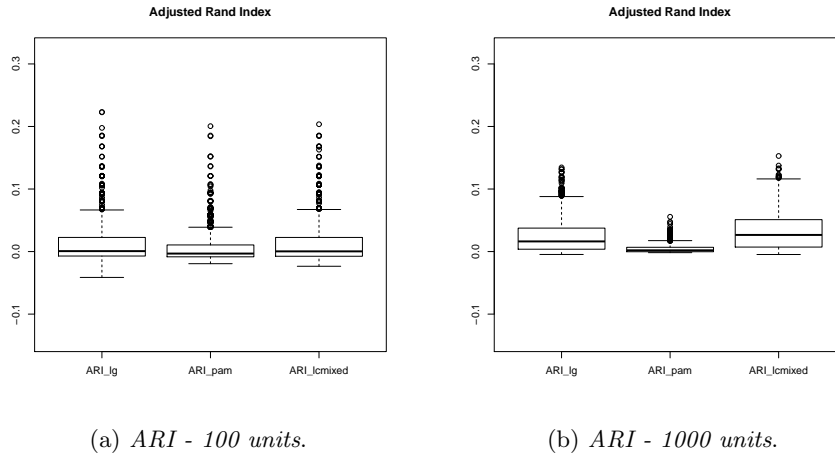 Adjusted Rand Index
0.3
0.2
0.1
0.0
−0.1
ARI_lg ARI_pam ARI_lcmixed
(a) ARI - 100 units.
Adjusted Rand Index
0.3
0.2
0.1
0.0
−0.1
ARI_lg ARI_pam ARI_lcmixed
(b) ARI - 1000 units.